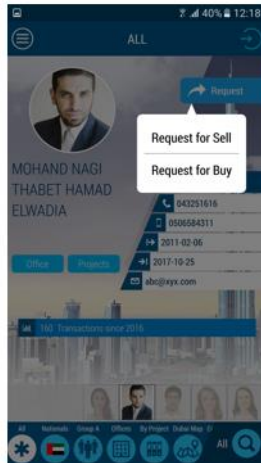 40% 12:18
ALL
Request
Request for Sell
Request for Buy
MOHAND NAGI
THABET HAMAD
ELWADIA
043251616
0506584311
2011-02-06
2017-10-25
abc@xyx.com
Office Projects
160 Transactions since 2016
All Nationals Group A Offices By Project Dubai Map
All